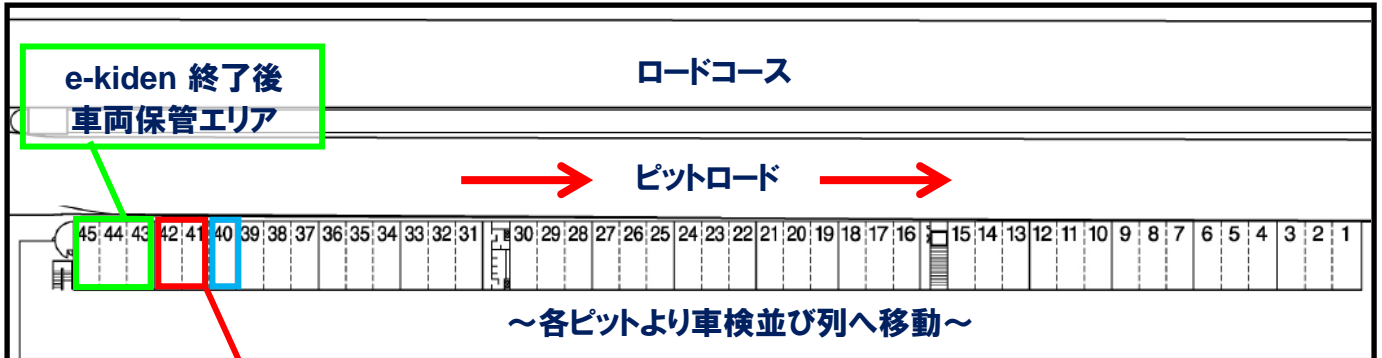 e-kiden 終了後
車両保管エリア
ロードコース
ピットロード
45 44 43 42 41 40 39 38 37 36 35 34 33 32 31 30 29 28 27 26 25 24 23 22 21 20 19 18 17 16 15 14 13 12 11 10 9 8 7 6 5 4 3 2 1
～各ピットより車検並び列へ移動～